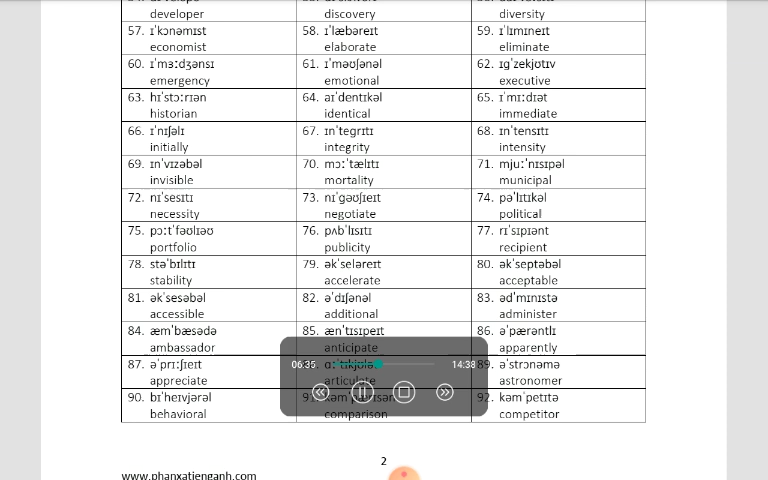 developer discovery diversity
57. ɪˈkɒnəmɪst 58. ɪˈlæbəreɪt 59. ɪˈlɪmɪneɪt
economist elaborate eliminate
60. ɪˈmɜːdʒənsɪ 61. ɪˈməʊʃənəl 62. ɪɡˈzekjʊtɪv
emergency emotional executive
63. hɪˈstɔːrɪən 64. aɪˈdentɪkəl 65. ɪˈmɪːdɪət
historian identical immediate
66. ɪˈnɪʃəlɪ 67. ɪnˈteɡrɪtɪ 68. ɪnˈtensɪtɪ
initially integrity intensity
69. ɪnˈvɪzəbəl 70. mɔːˈtælɪtɪ 71. mjuːˈnɪsɪpəl
invisible mortality municipal
72. nɪˈsesɪtɪ 73. nɪˈɡəʊʃɪeɪt 74. pəˈlɪtɪkəl
necessity negotiate political
75. pɔːtˈfəʊlɪəʊ 76. pʌbˈlɪsɪtɪ 77. rɪˈsɪpɪənt
portfolio publicity recipient
78. stəˈbɪlɪtɪ 79. əkˈseləreɪt 80. əkˈseptəbəl
stability accelerate acceptable
81. əkˈsesəbəl 82. əˈdɪʃənəl 83. ədˈmɪnɪstə
accessible additional administer
84. æmˈbæsədə 85. ænˈtɪsɪpeɪt 86. əˈpærəntlɪ
ambassador anticipate apparently
87. əˈprɪːʃɪeɪt 06:35 14:38 89. əˈstrɒnəmə
appreciate articulate astronomer
90. bɪˈheɪvjərəl 91. kəmˈpærɪsən 92. kəmˈpetɪtə
behavioral comparison competitor
2
www.phanxatienganh.com